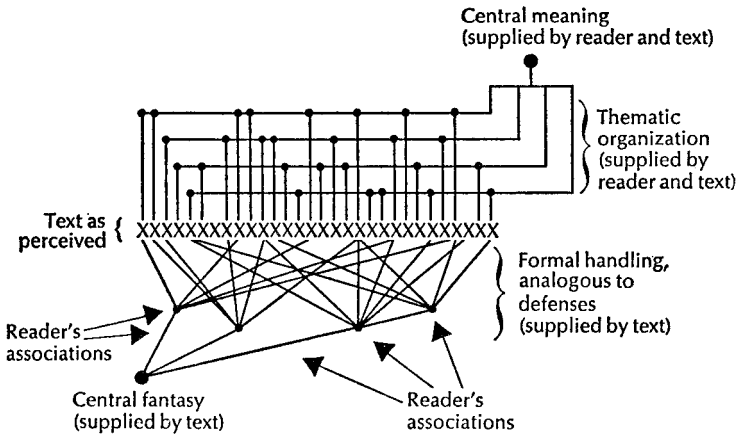 Central meaning
(supplied by reader and text)
Thematic
organization
(supplied by
reader and text)
Text as
perceived
XXXXXXXXXXXXXXXXXXXXXXXXXXXXXX
Formal handling,
analogous to
defenses
(supplied by text)
Reader's
associations
Central fantasy
(supplied by text)
Reader's
associations